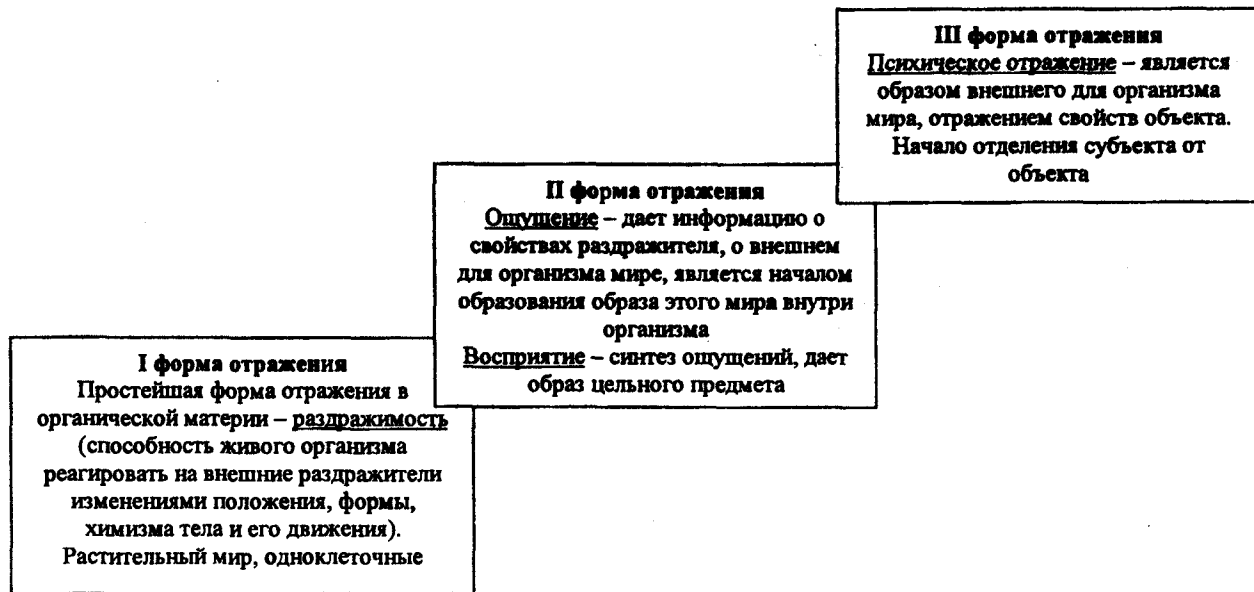 III форма отражения
Психическое отражение – является
образом внешнего для организма
мира, отражением свойств объекта.
Начало отделения субъекта от
объекта
II форма отражения
Ощущение – дает информацию о
свойствах раздражителя, о внешнем
для организма мире, является началом
образования образа этого мира внутри
организма
Восприятие – синтез ощущений, дает
образ цельного предмета
I форма отражения
Простейшая форма отражения в
органической материи – раздражимость
(способность живого организма
реагировать на внешние раздражители
изменениями положения, формы,
химизма тела и его движения).
Растительный мир, одноклеточные